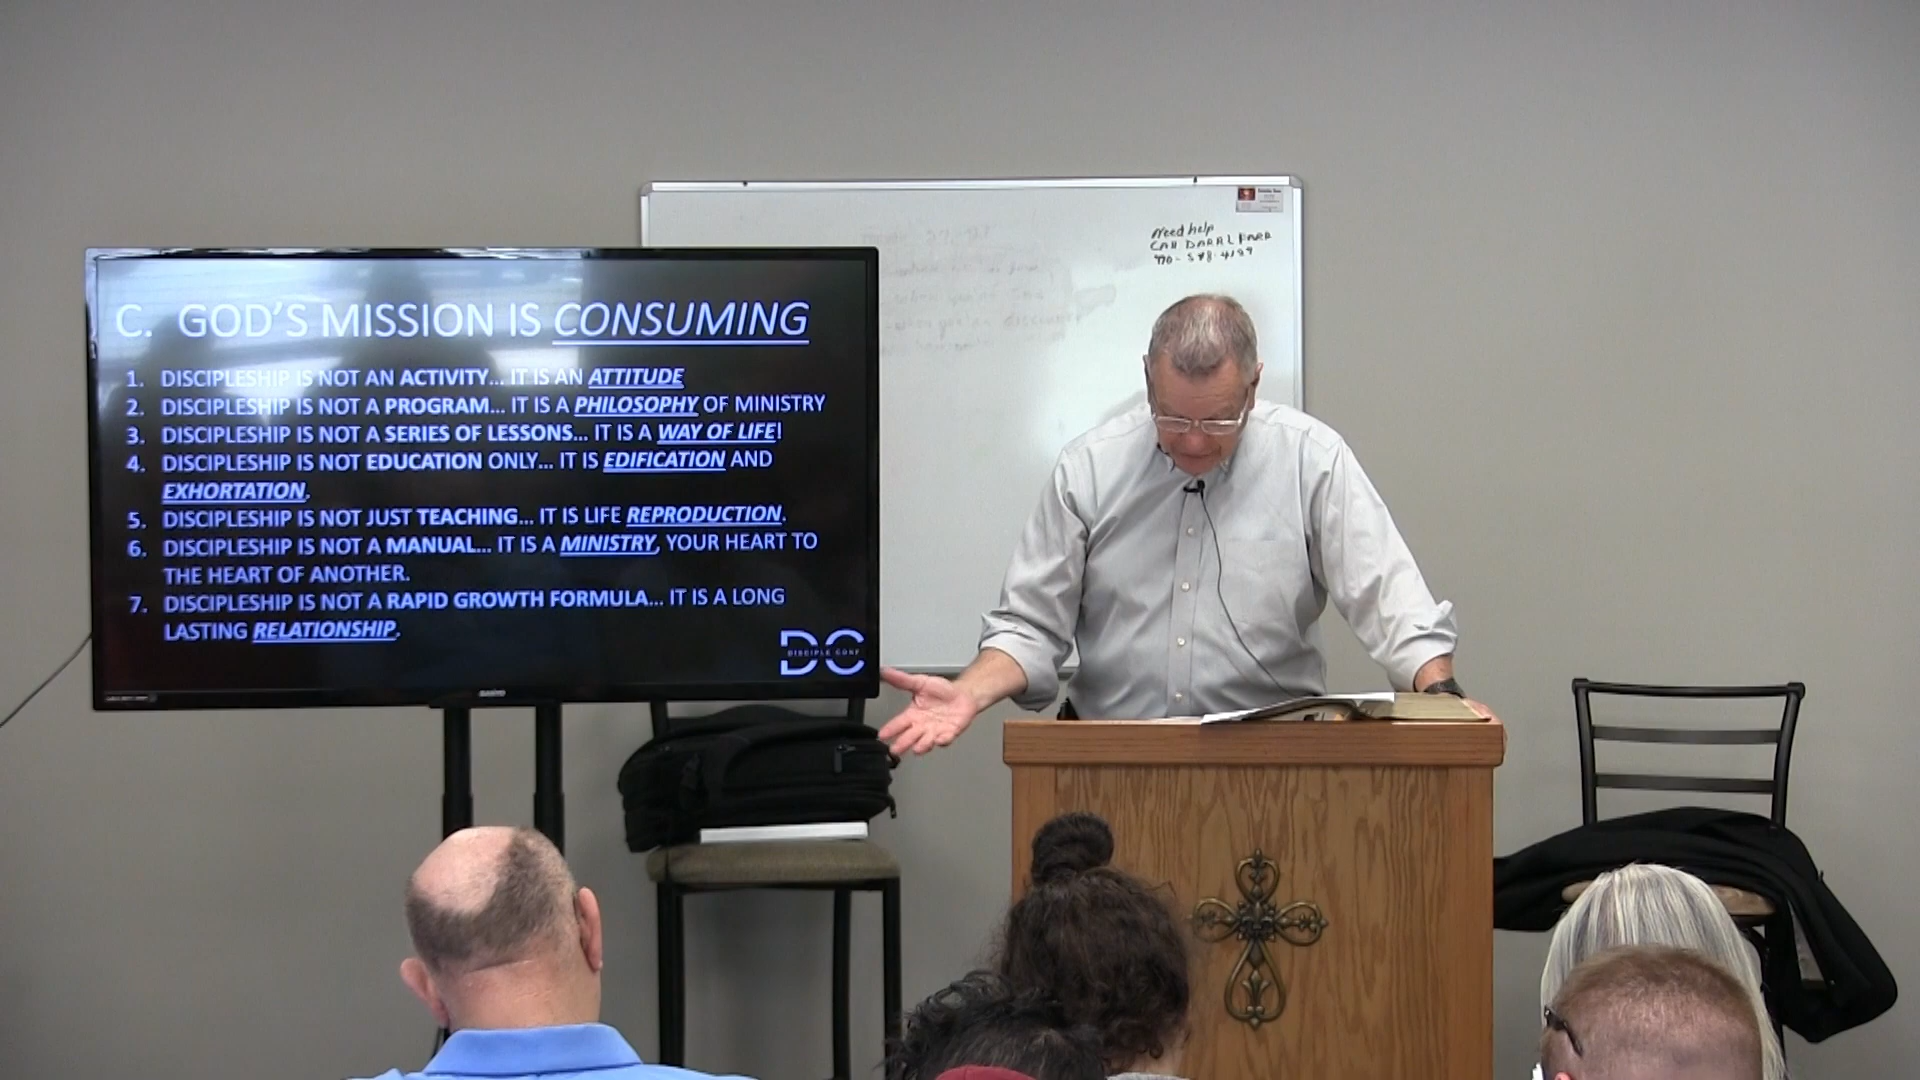 C. GOD'S MISSION IS CONSUMING
1. DISCIPLESHIP IS NOT AN ACTIVITY... IT IS AN ATTITUDE
2. DISCIPLESHIP IS NOT A PROGRAM... IT IS A PHILOSOPHY OF MINISTRY
3. DISCIPLESHIP IS NOT A SERIES OF LESSONS... IT IS A WAY OF LIFE!
4. DISCIPLESHIP IS NOT EDUCATION ONLY... IT IS EDIFICATION AND
EXHORTATION.
5. DISCIPLESHIP IS NOT JUST TEACHING... IT IS LIFE REPRODUCTION.
6. DISCIPLESHIP IS NOT A MANUAL... IT IS A MINISTRY, YOUR HEART TO
THE HEART OF ANOTHER.
7. DISCIPLESHIP IS NOT A RAPID GROWTH FORMULA... IT IS A LONG
LASTING RELATIONSHIP.
DC
DISCIPLE CONF
SANYO
Need help
CAll DARAL FARR